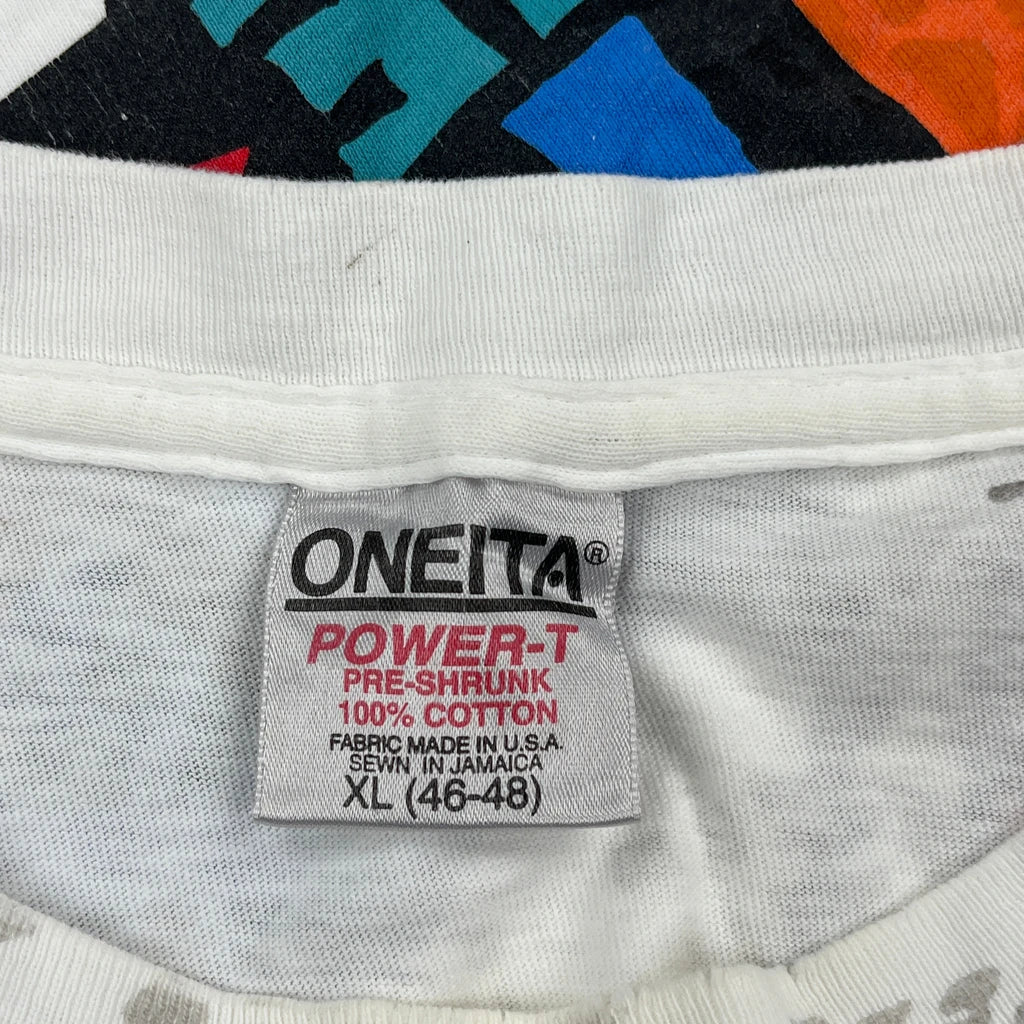 ONEITA®
POWER-T
PRE-SHRUNK
100% COTTON
FABRIC MADE IN U.S.A.
SEWN IN JAMAICA
XL (46-48)